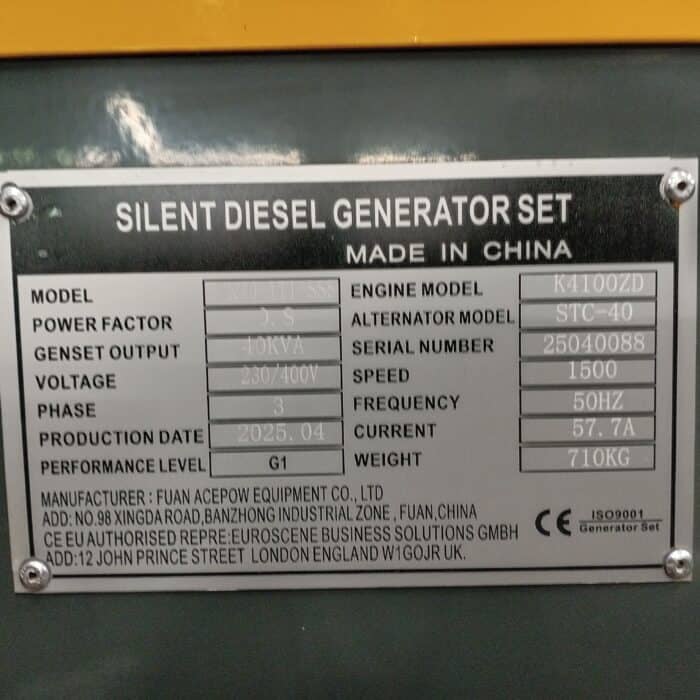 SILENT DIESEL GENERATOR SET
MADE IN CHINA
MODEL
POWER FACTOR 0.8
GENSET OUTPUT 40KVA
VOLTAGE 230/400V
PHASE 3
PRODUCTION DATE 2025.04
PERFORMANCE LEVEL G1
ENGINE MODEL K4100ZD
ALTERNATOR MODEL STC-40
SERIAL NUMBER 25040088
SPEED 1500
FREQUENCY 50HZ
CURRENT 57.7A
WEIGHT 710KG
MANUFACTURER : FUAN ACEPOW EQUIPMENT CO., LTD
ADD: NO.98 XINGDA ROAD,BANZHONG INDUSTRIAL ZONE , FUAN,CHINA
CE EU AUTHORISED REPRE:EUROSCENE BUSINESS SOLUTIONS GMBH
ADD:12 JOHN PRINCE STREET LONDON ENGLAND W1GOJR UK.
CE
ISO9001
Generator Set